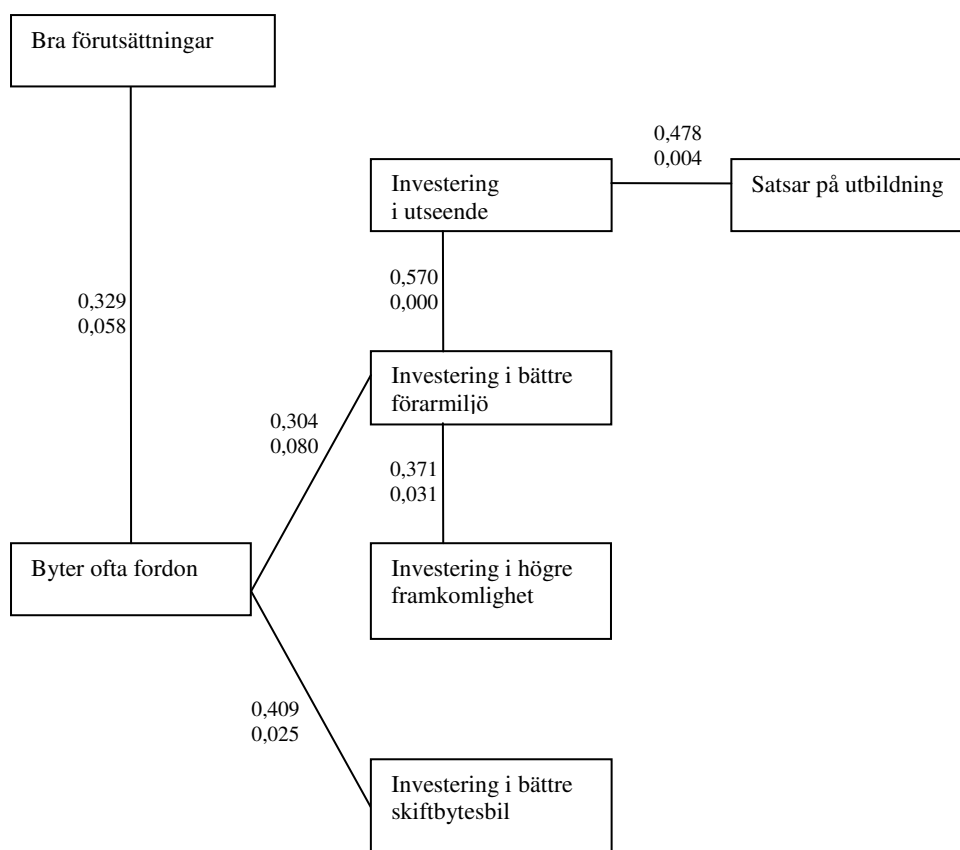 Bra förutsättningar
0,478
0,004
Investering
i utseende
Satsar på utbildning
0,570
0,000
0,329
0,058
Investering i bättre
förarmiljö
0,304
0,080
0,371
0,031
Byter ofta fordon
Investering i högre
framkomlighet
0,409
0,025
Investering i bättre
skiftbytesbil